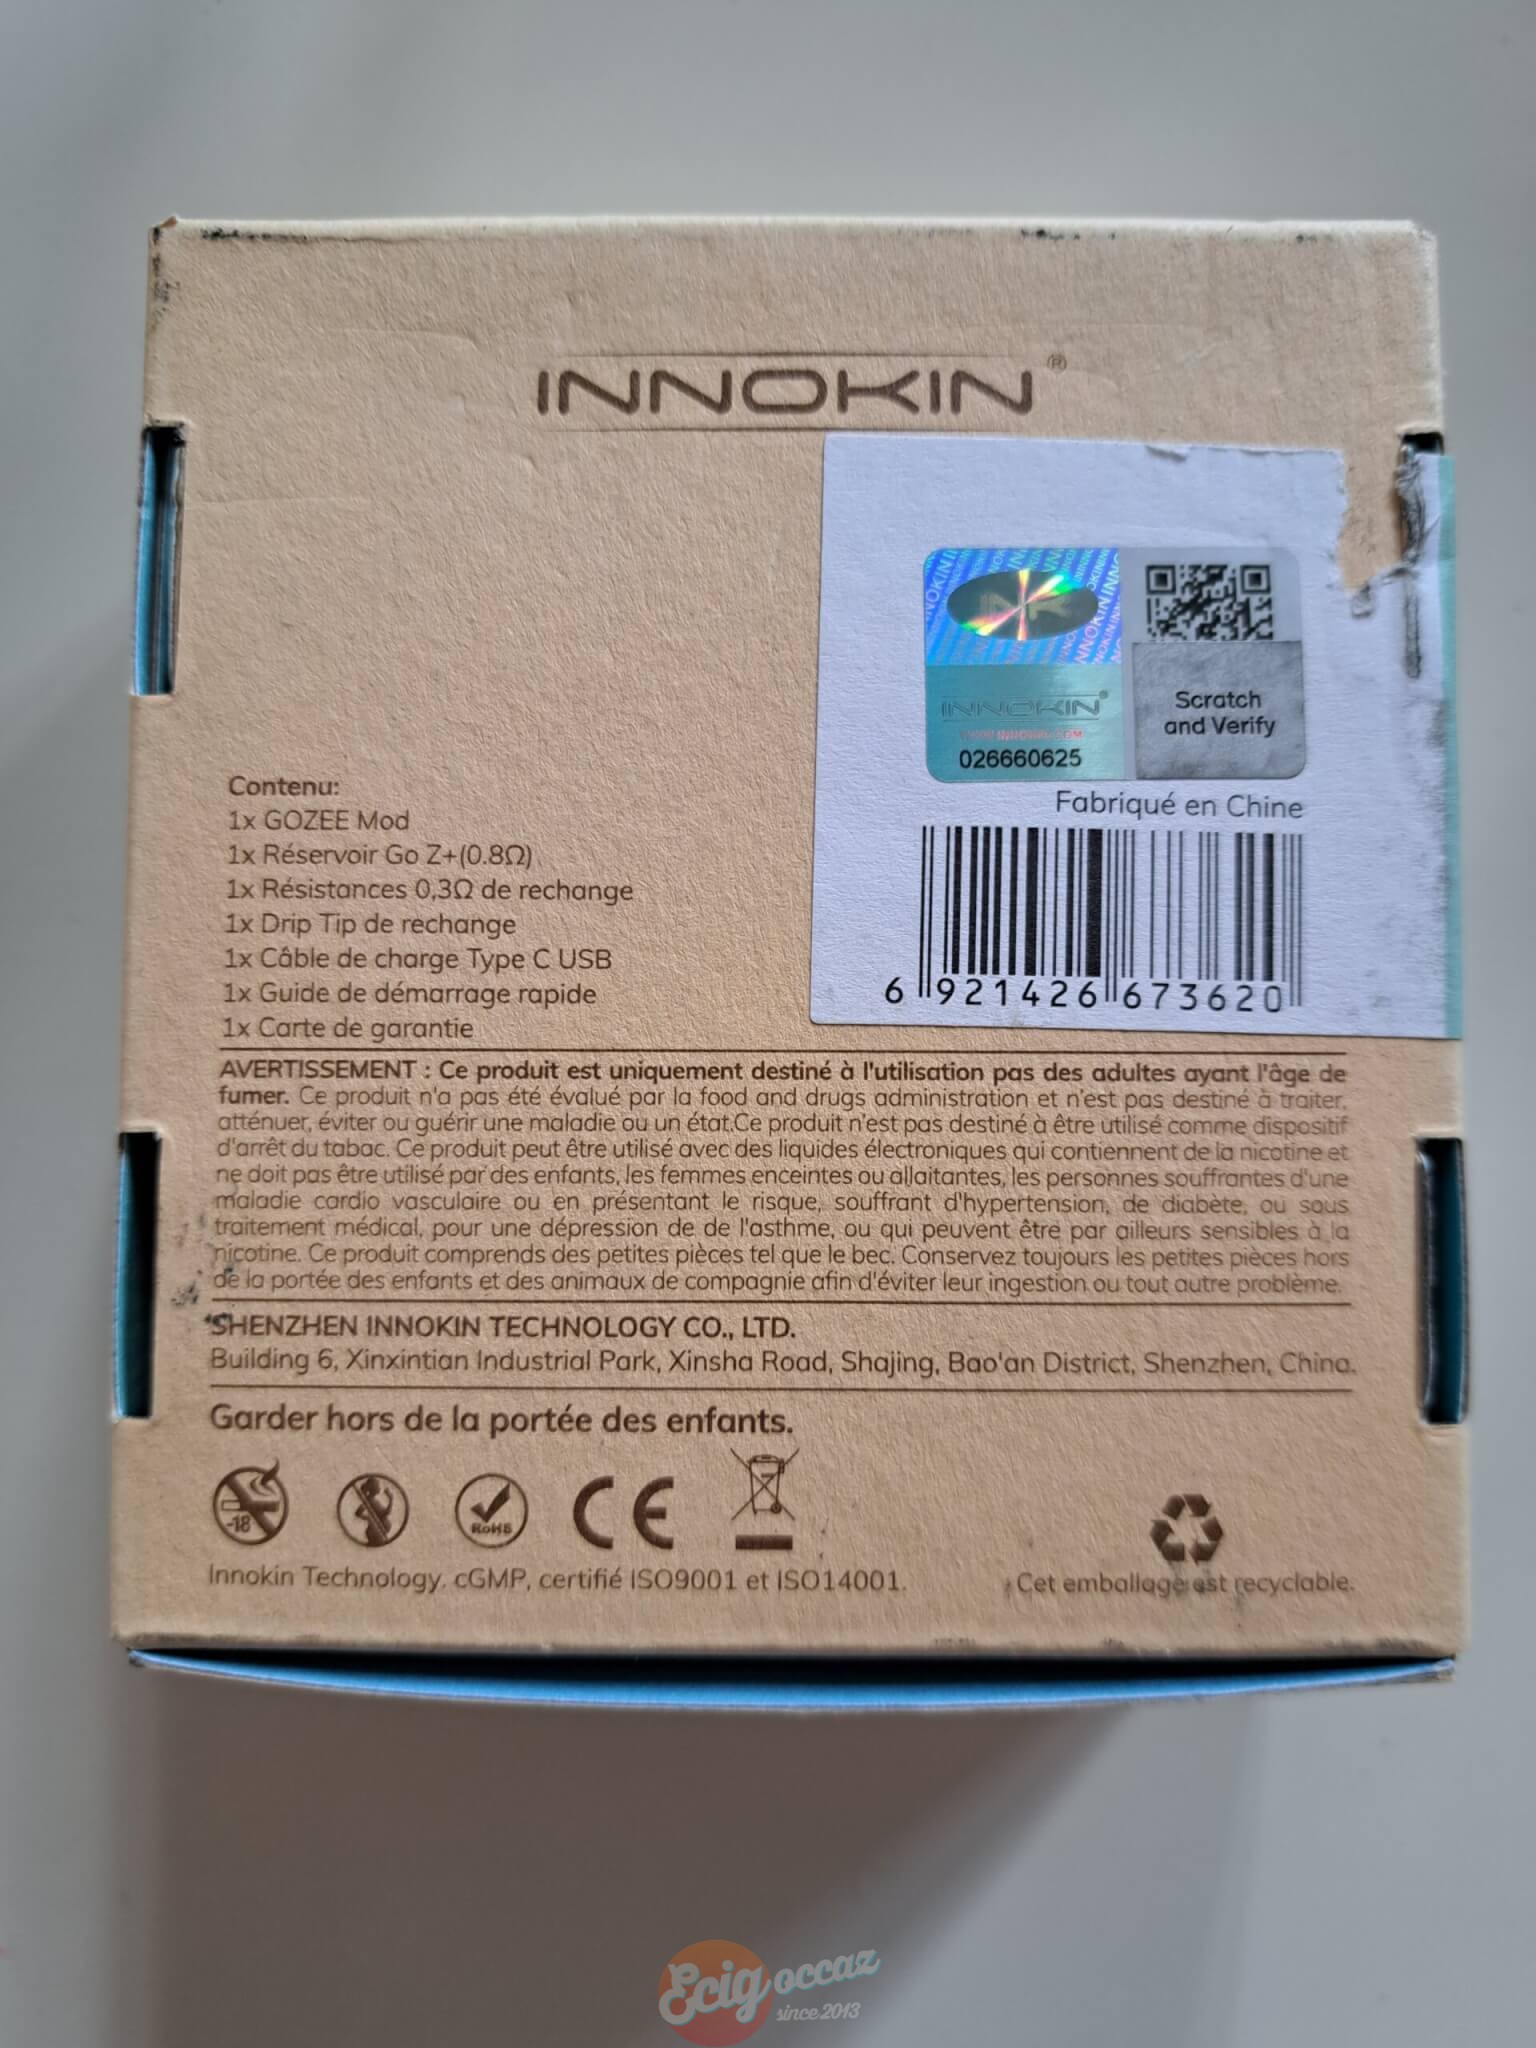 INNOKIN®
INNOKIN®
026660625
Scratch
and Verify
Fabriqué en Chine
6 921426 673620
Contenu:
1x GOZEE Mod
1x Réservoir Go Z+(0.8Ω)
1x Résistances 0,3Ω de rechange
1x Drip Tip de rechange
1x Câble de charge Type C USB
1x Guide de démarrage rapide
1x Carte de garantie
AVERTISSEMENT : Ce produit est uniquement destiné à l'utilisation pas des adultes ayant l'âge de
fumer. Ce produit n'a pas été évalué par la food and drugs administration et n'est pas destiné à traiter,
atténuer, éviter ou guérir une maladie ou un état.Ce produit n'est pas destiné à être utilisé comme dispositif
d'arrêt du tabac. Ce produit peut être utilisé avec des liquides électroniques qui contiennent de la nicotine et
ne doit pas être utilisé par des enfants, les femmes enceintes ou allaitantes, les personnes souffrantes d'une
maladie cardio vasculaire ou en présentant le risque, souffrant d'hypertension, de diabète, ou sous
traitement médical, pour une dépression de de l'asthme, ou qui peuvent être par ailleurs sensibles à la
nicotine. Ce produit comprends des petites pièces tel que le bec. Conservez toujours les petites pièces hors
de la portée des enfants et des animaux de compagnie afin d'éviter leur ingestion ou tout autre problème.
SHENZHEN INNOKIN TECHNOLOGY CO., LTD.
Building 6, Xinxintian Industrial Park, Xinsha Road, Shajing, Bao'an District, Shenzhen, China.
Garder hors de la portée des enfants.
-18
RoHS
CE
Innokin Technology. cGMP, certifié ISO9001 et ISO14001.
Cet emballage est recyclable.
Ecig occaz
since 2013